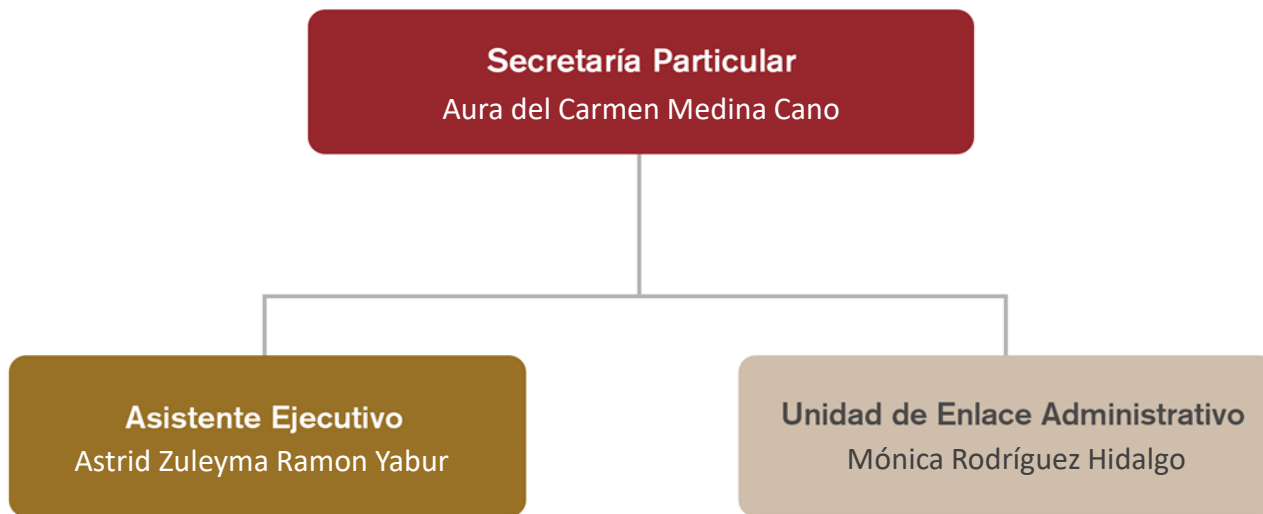 Secretaría Particular
Aura del Carmen Medina Cano
Asistente Ejecutivo
Astrid Zuleyma Ramon Yabur
Unidad de Enlace Administrativo
Mónica Rodríguez Hidalgo